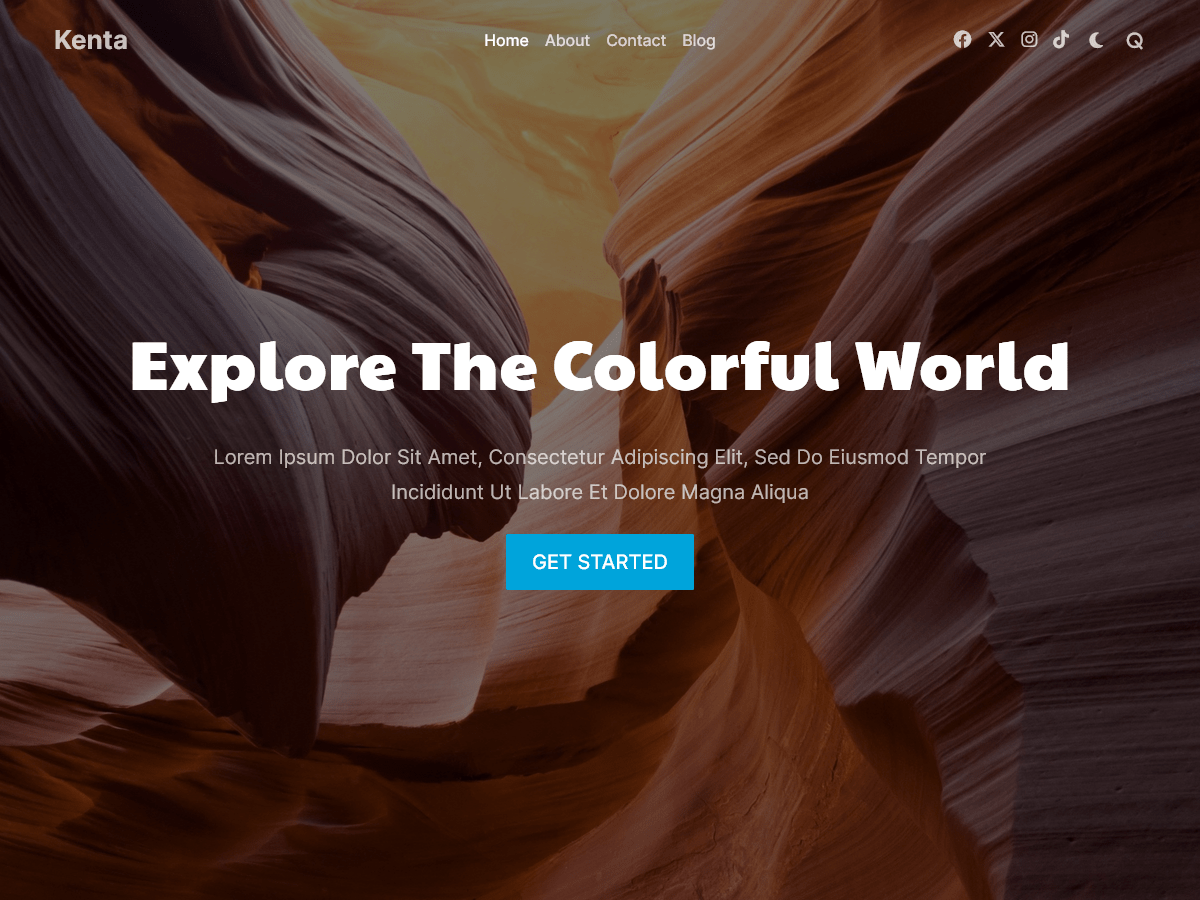 Kenta
Home About Contact Blog
Explore The Colorful World
Lorem Ipsum Dolor Sit Amet, Consectetur Adipiscing Elit, Sed Do Eiusmod Tempor
Incididunt Ut Labore Et Dolore Magna Aliqua
GET STARTED